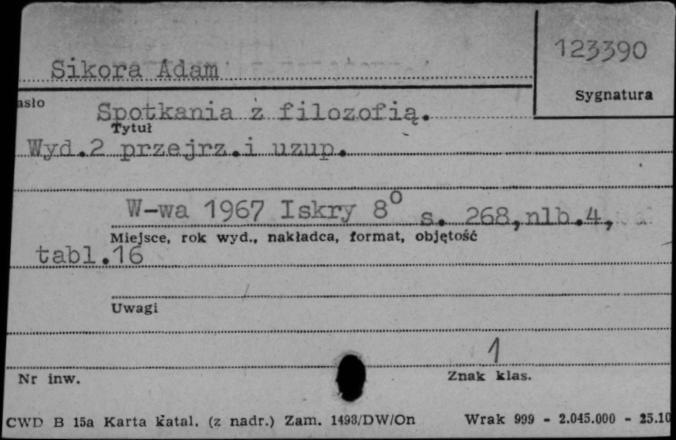 123390
Sikora Adam
Sygnatura
asło
Spotkania z filozofią.
Tytuł
Wyd.2 przejrz.i uzup.
W-wa 1967 Iskry 8° s. 268,nlb.4,
Miejsce, rok wyd., nakładca, format, objętość
tabl.16
Uwagi
1
Nr inw.
Znak klas.
CWD B 15a Karta katal. (z nadr.) Zam. 1493/DW/On Wrak 999 - 2.045.000 - 25.10